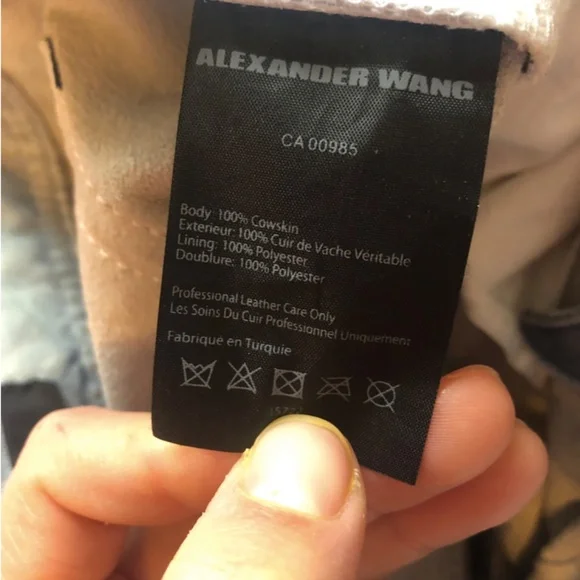 ALEXANDER WANG
CA 00985
Body: 100% Cowskin
Exterieur: 100% Cuir de Vache Véritable
Lining: 100% Polyester
Doublure: 100% Polyester
Professional Leather Care Only
Les Soins Du Cuir Professionnel Uniquement
Fabriqué en Turquie